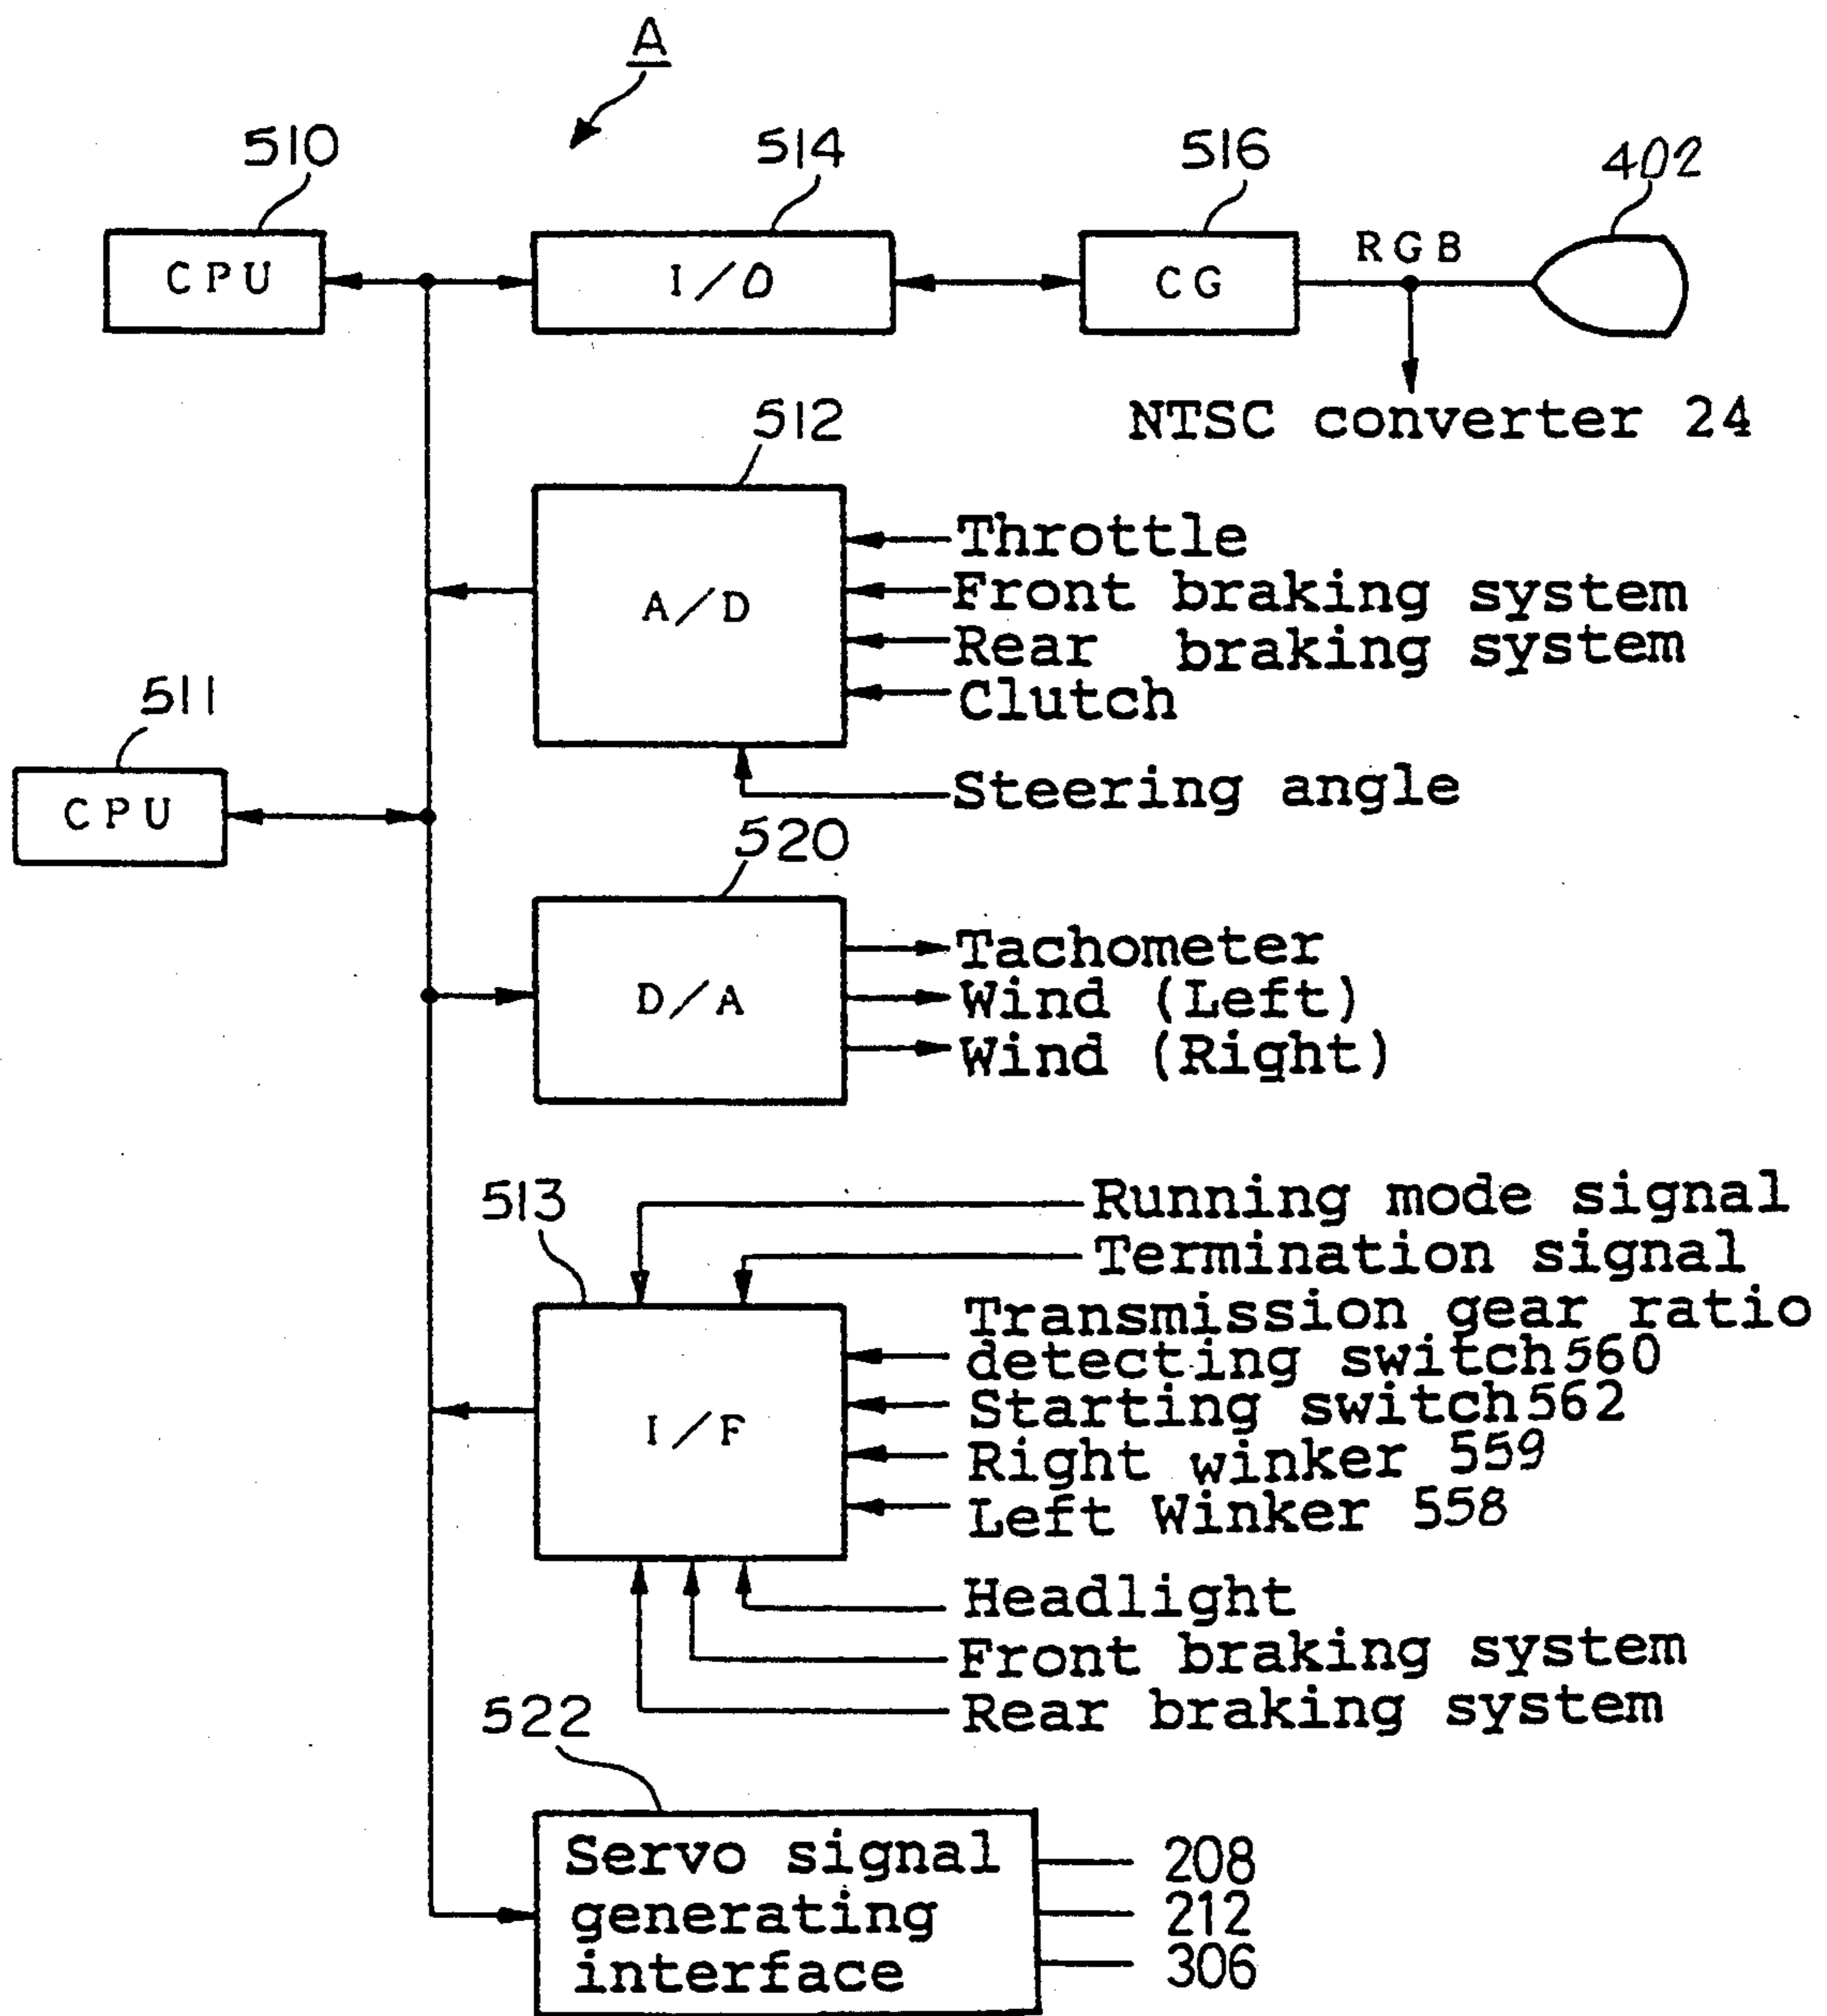 A
510
514
516
402
CPU
I/O
CG
RGB
NTSC converter 24
512
A/D
Throttle
Front braking system
Rear braking system
Clutch
Steering angle
511
CPU
520
D/A
Tachometer
Wind (Left)
Wind (Right)
513
Running mode signal
Termination signal
I/F
Transmission gear ratio
detecting switch560
Starting switch562
Right winker 559
Left Winker 558
Headlight
Front braking system
Rear braking system
522
Servo signal
generating
interface
208
212
306